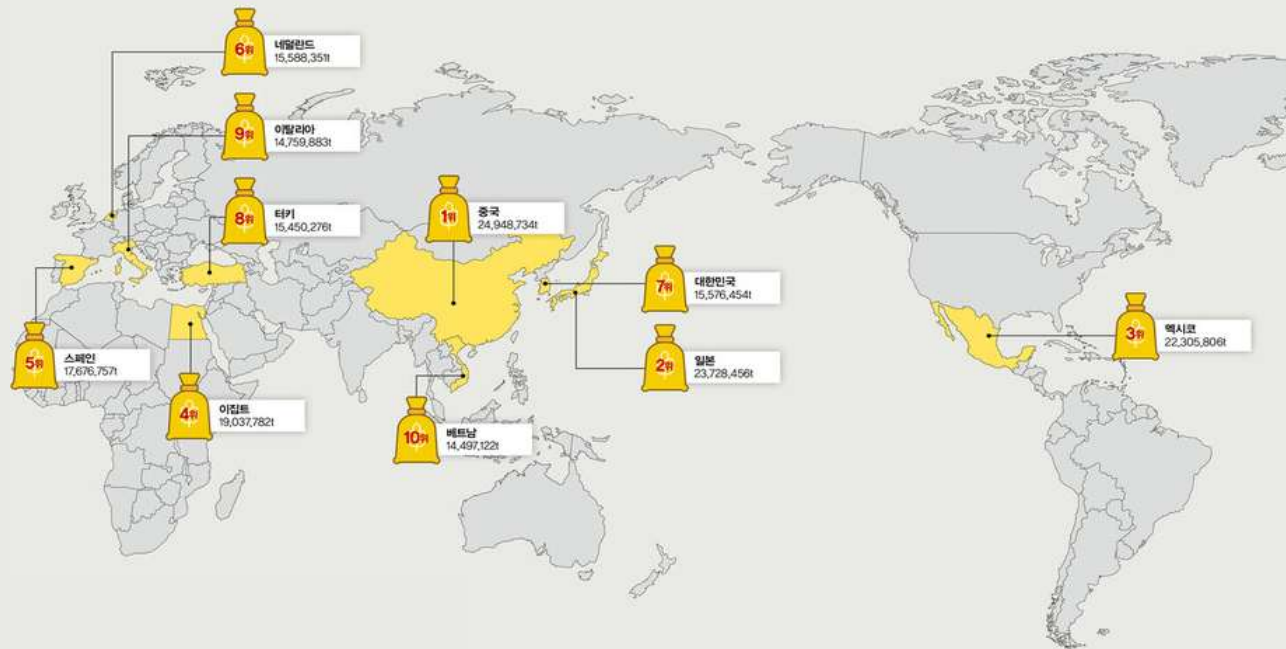 6위
네덜란드
15,588,351t
9위
이탈리아
14,759,883t
8위
터키
15,450,276t
1위
중국
24,948,734t
7위
대한민국
15,576,454t
2위
일본
23,728,456t
3위
멕시코
22,305,806t
5위
스페인
17,676,757t
4위
이집트
19,037,782t
10위
베트남
14,497,122t